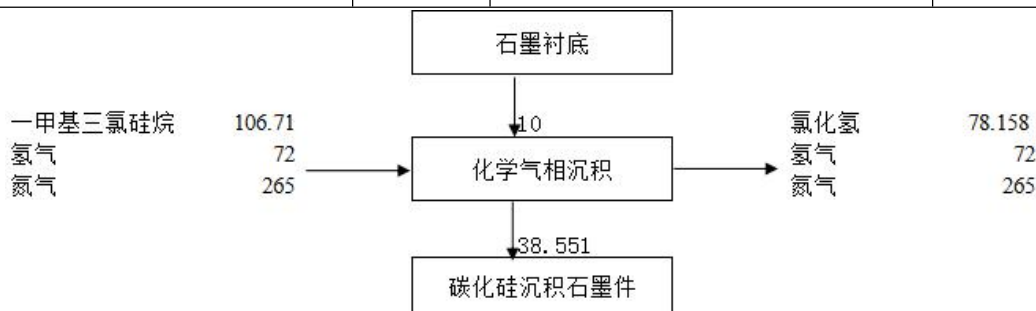 石墨衬底
10
一甲基三氯硅烷 106.71
氢气 72
氮气 265
化学气相沉积
氯化氢 78.158
氢气 72
氮气 265
38.551
碳化硅沉积石墨件